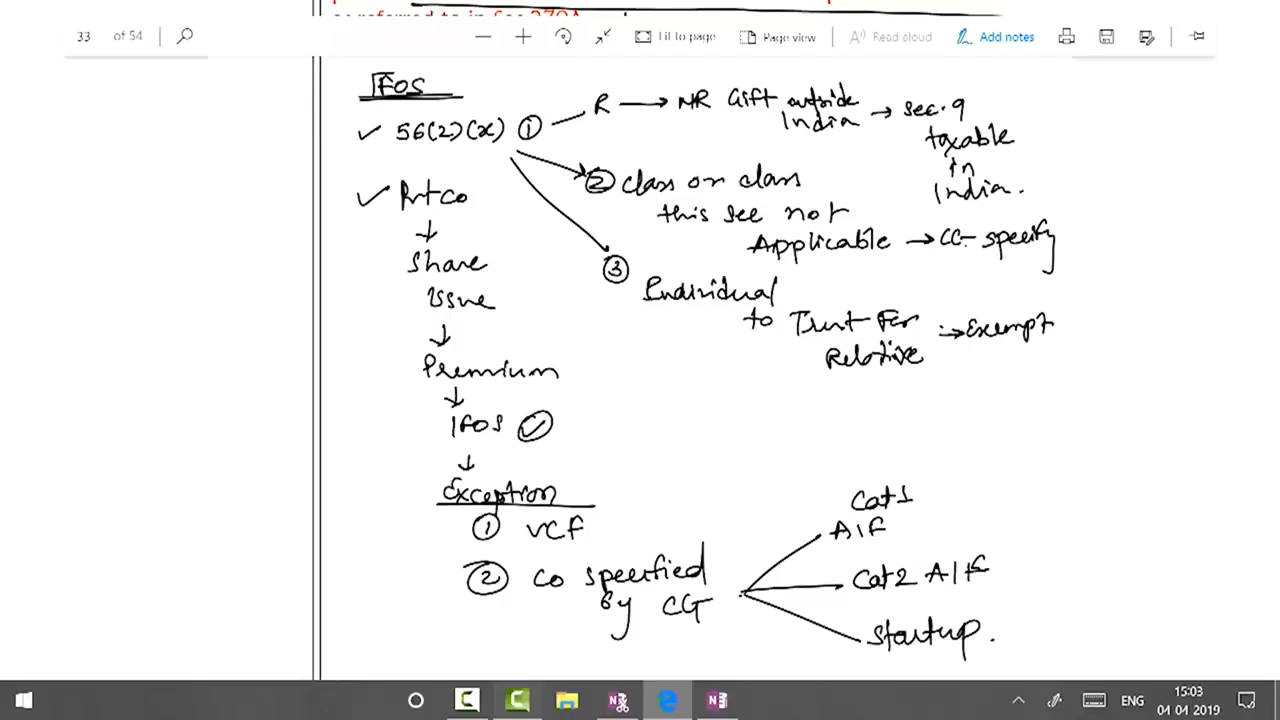 33 of 54
Fit to page
Page view
Read aloud
Add notes
IFOS
56(2)(x) ① R → NR Gift outside India → sec. 9 taxable in India.
② Class or class
this sec not
Applicable → CG specify
③ Individual
to Trust For
Relative → Exempt
Pvt Co
↓
Share
issue
↓
Premium
↓
IFOS
↓
Exception
① VCF
② Co specified
by CG
Cat 1
AIF
Cat 2 AIF
Startup.
ENG
15:03
04-04-2019